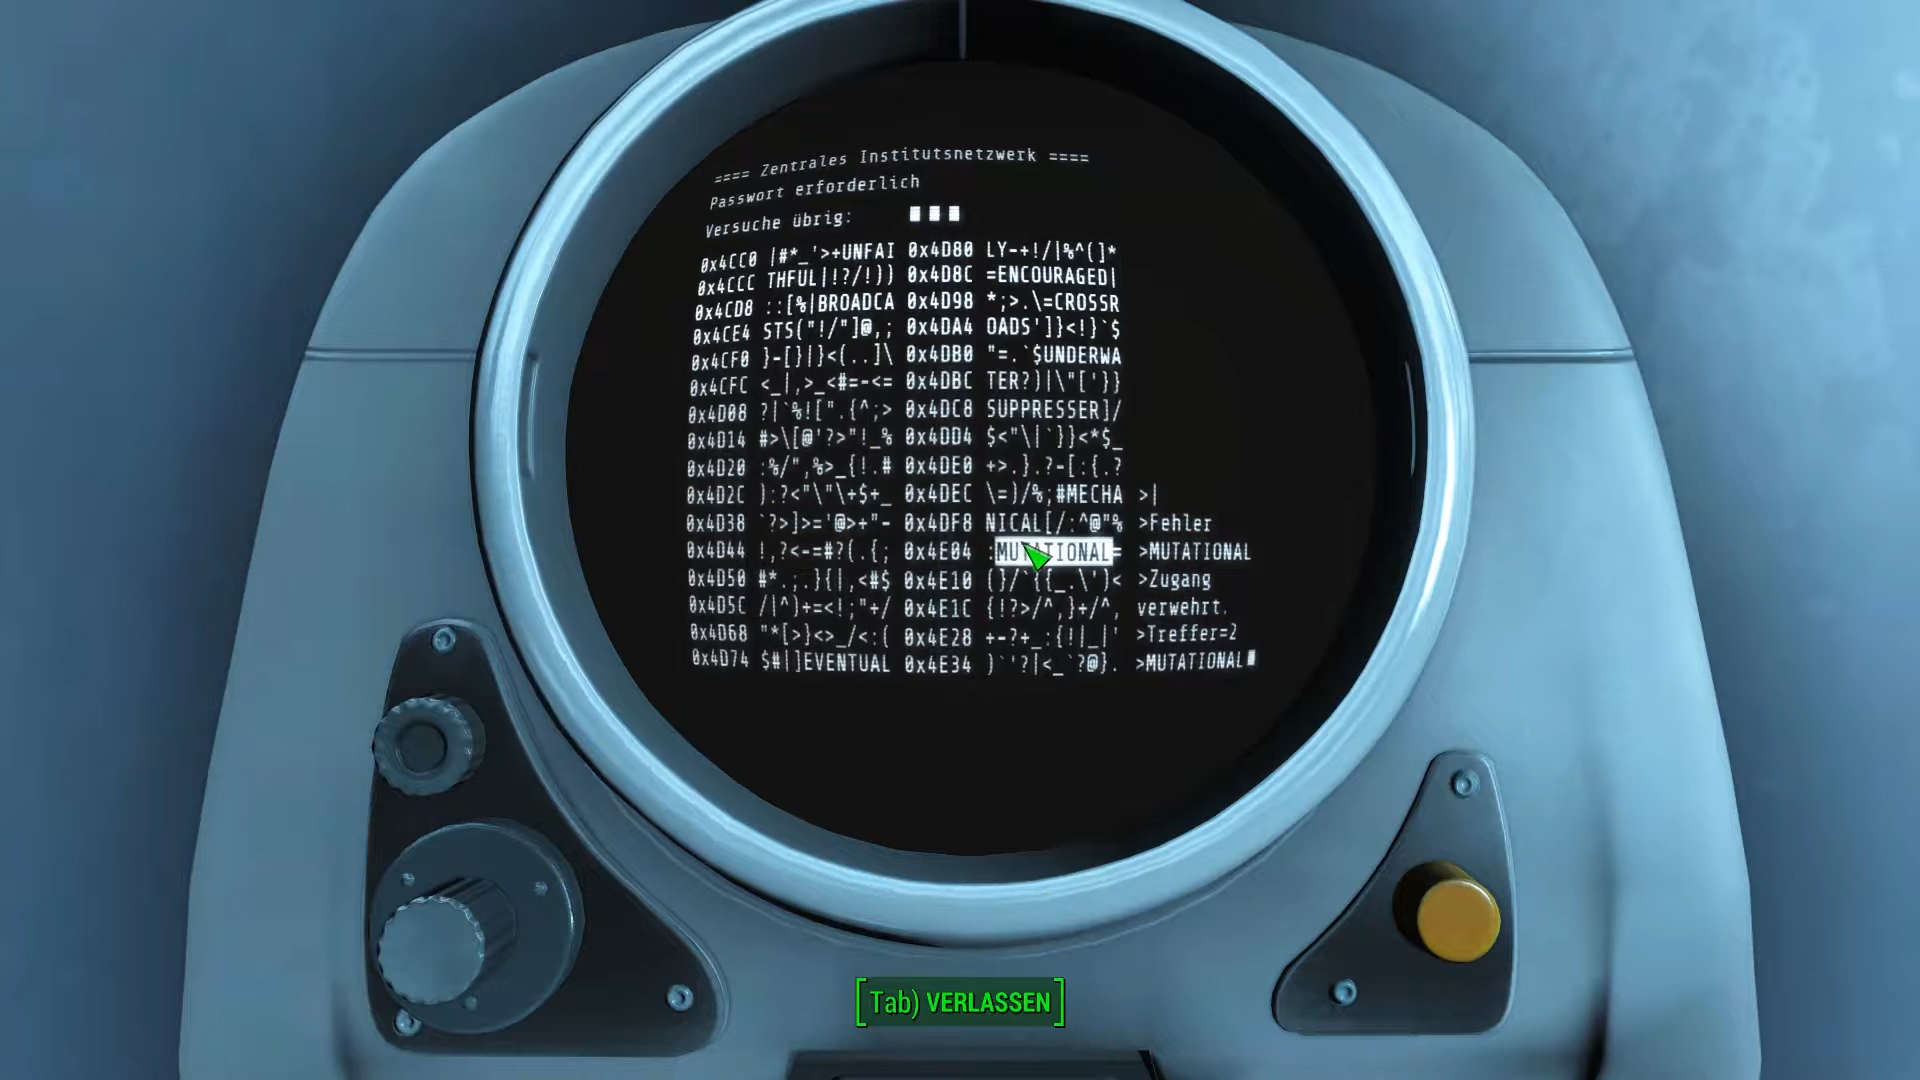 ==== Zentrales Institutsnetzwerk ====
Passwort erforderlich
Versuche übrig: ■ ■ ■
0x4CC0 |#*_'>+UNFAI 0x4D80 LY-+!/|%^(]*
0x4CCC THFUL|!?/!)) 0x4D8C =ENCOURAGED|
0x4CD8 ::[%|BROADCA 0x4D98 *;>.\=CROSSR
0x4CE4 STS("!/"]@,; 0x4DA4 OADS']}<!}`$
0x4CF0 }-[}|}<(..]\ 0x4DB0 "=.`$UNDERWA
0x4CFC <_|,>_<#=-<= 0x4DBC TER?)|\"['}}
0x4D08 ?|`%![".{^;> 0x4DC8 SUPPRESSER]/
0x4D14 #>\[@'?>"!_% 0x4DD4 $<"\|`}}<*$_
0x4D20 :%/",%>_{!.# 0x4DE0 +>.}.?-[:{.?
0x4D2C ):?<"\"\+$+_ 0x4DEC \=)/%;#MECHA >|
0x4D38 `?>]>='@>+"- 0x4DF8 NICAL[/:^@"% >Fehler
0x4D44 !,?<-=#?(.{; 0x4E04 :MUTATIONAL= >MUTATIONAL
0x4D50 #*.;.}{|,<#$ 0x4E10 (}/`{{_.\')< >Zugang
0x4D5C /|^)+=<!;"+/ 0x4E1C {!?>/^,}+/^, verwehrt.
0x4D68 "*[>}<>_/<:( 0x4E28 +-?+_:{!|_|' >Treffer=2
0x4D74 $#|]EVENTUAL 0x4E34 )`'?|<_`?@}. >MUTATIONAL■
Tab) VERLASSEN